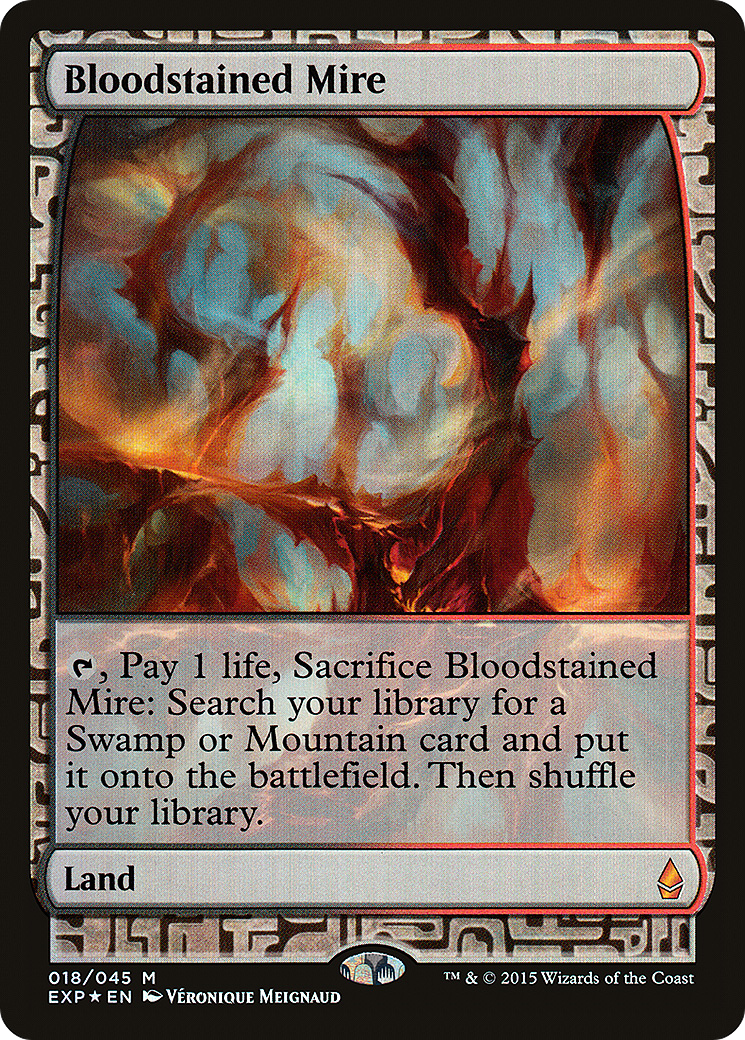 Bloodstained Mire
, Pay 1 life, Sacrifice Bloodstained
Mire: Search your library for a
Swamp or Mountain card and put
it onto the battlefield. Then shuffle
your library.
Land
018/045 M
EXP★EN Véronique Meignaud
™ & © 2015 Wizards of the Coast